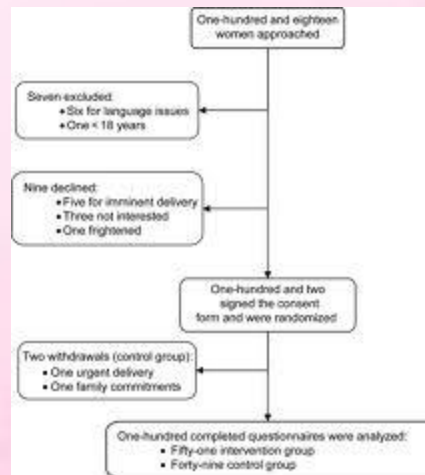 One-hundred and eighteen
women approached
Seven excluded:
• Six for language issues
• One < 18 years
Nine declined:
• Five for imminent delivery
• Three not interested
• One frightened
One-hundred and two
signed the consent
form and were randomized
Two withdrawals (control group):
• One urgent delivery
• One family commitments
One-hundred completed questionnaires were analyzed:
• Fifty-one intervention group
• Forty-nine control group